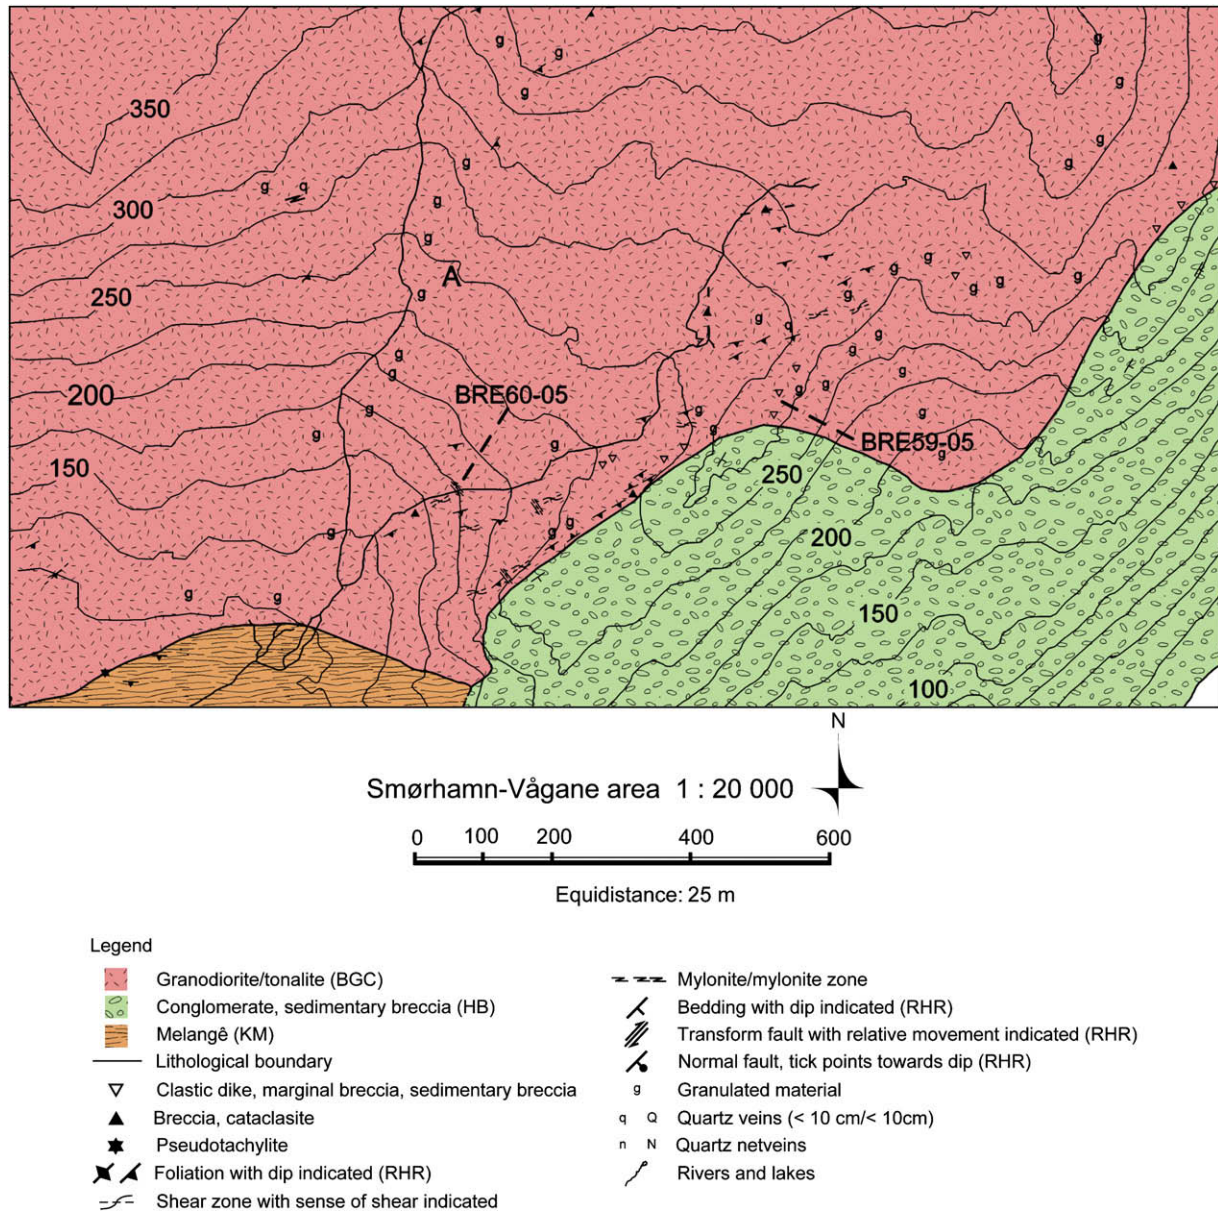 g
g
g
g
g
350
g
g
g
g q
300
g
g
A
250
g
g
g
g
g
g
g
g
g q
g
g
200
g
g
BRE60-05
g
g
g
g
g
g
g
BRE59-05
g
g
150
250
g
g
g
200
g
g
150
100
N
Smørhamn-Vågane area 1 : 20 000
0 100 200 400 600
Equidistance: 25 m
Legend
Granodiorite/tonalite (BGC)
Conglomerate, sedimentary breccia (HB)
Melangê (KM)
Lithological boundary
Clastic dike, marginal breccia, sedimentary breccia
Breccia, cataclasite
Pseudotachylite
Foliation with dip indicated (RHR)
Shear zone with sense of shear indicated
Mylonite/mylonite zone
Bedding with dip indicated (RHR)
Transform fault with relative movement indicated (RHR)
Normal fault, tick points towards dip (RHR)
g Granulated material
q Q Quartz veins (< 10 cm/< 10cm)
n N Quartz netveins
Rivers and lakes